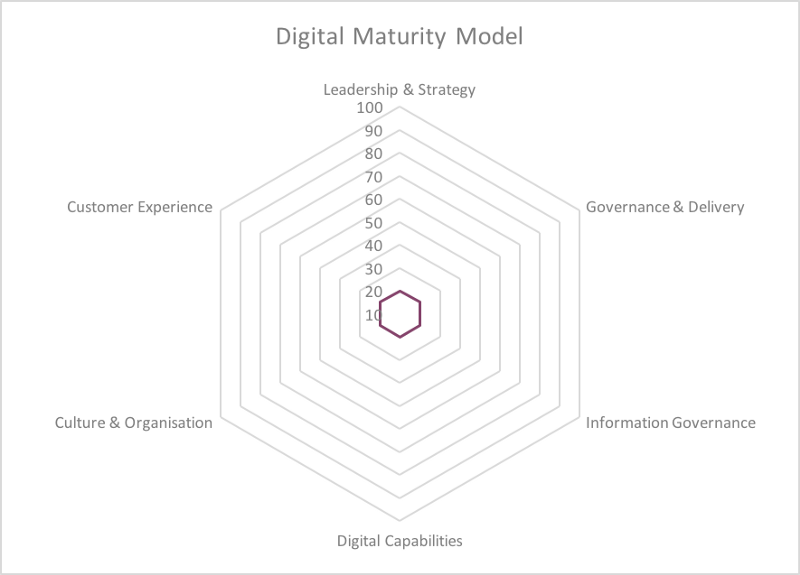 Digital Maturity Model
Leadership & Strategy
100
90
80
70
60
50
40
30
20
10
Customer Experience
Governance & Delivery
Culture & Organisation
Information Governance
Digital Capabilities